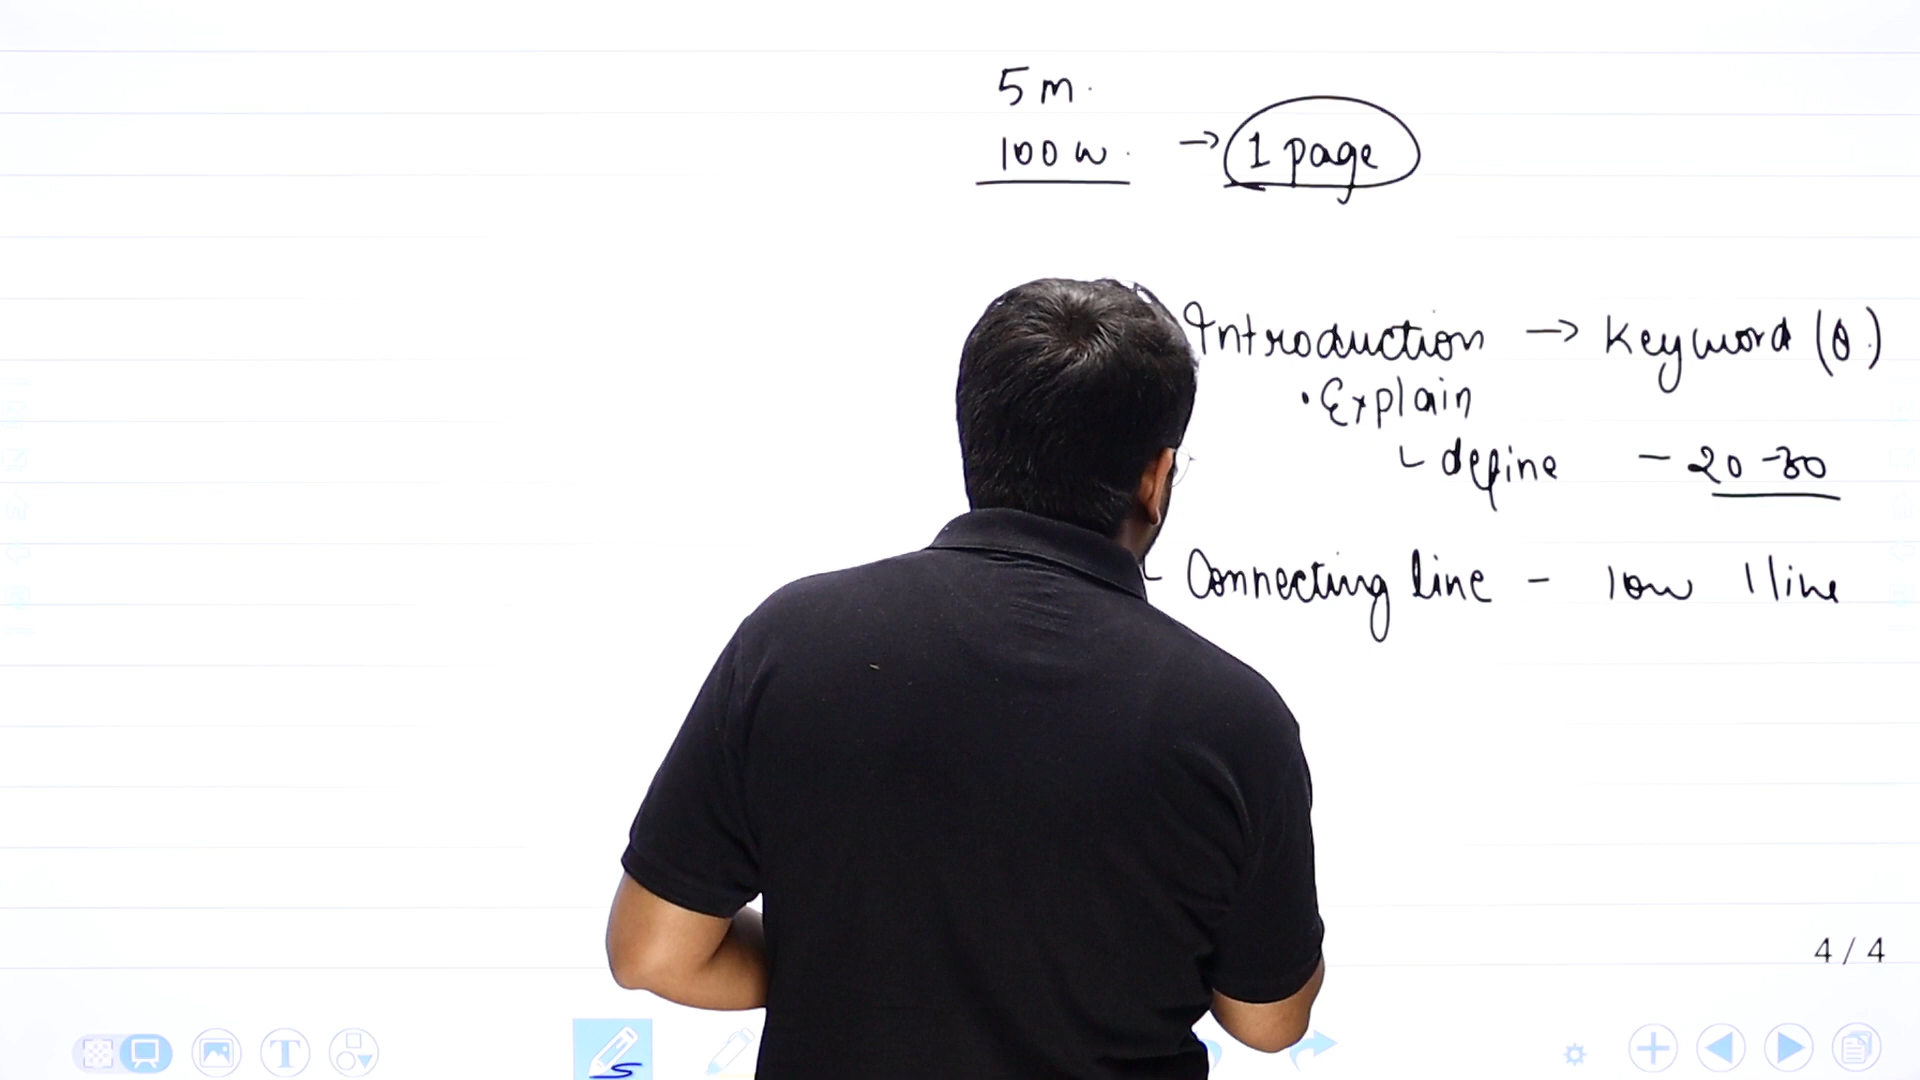 5 m.
100 w. → 1 page
Introduction → Keyword (Q.)
• Explain
define - 20-30
Connecting line - 10w 1 line
4 / 4
T